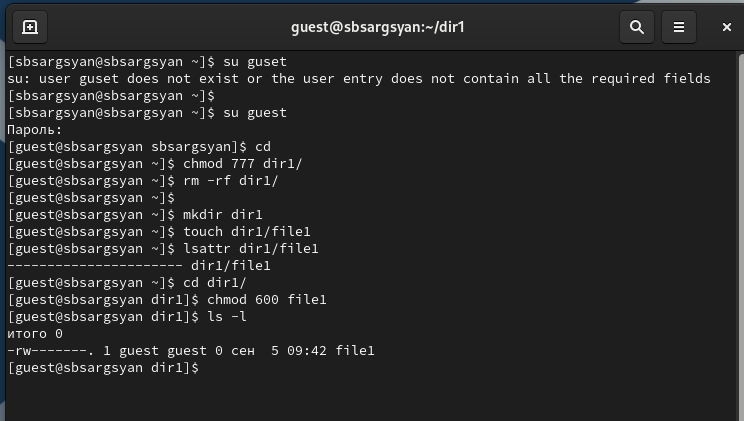 guest@sbsargsyan:~/dir1
[sbsargsyan@sbsargsyan ~]$ su guset
su: user guset does not exist or the user entry does not contain all the required fields
[sbsargsyan@sbsargsyan ~]$
[sbsargsyan@sbsargsyan ~]$ su guest
Пароль:
[guest@sbsargsyan sbsargsyan]$ cd
[guest@sbsargsyan ~]$ chmod 777 dir1/
[guest@sbsargsyan ~]$ rm -rf dir1/
[guest@sbsargsyan ~]$
[guest@sbsargsyan ~]$ mkdir dir1
[guest@sbsargsyan ~]$ touch dir1/file1
[guest@sbsargsyan ~]$ lsattr dir1/file1
---------------------- dir1/file1
[guest@sbsargsyan ~]$ cd dir1/
[guest@sbsargsyan dir1]$ chmod 600 file1
[guest@sbsargsyan dir1]$ ls -l
итого 0
-rw-------. 1 guest guest 0 сен  5 09:42 file1
[guest@sbsargsyan dir1]$